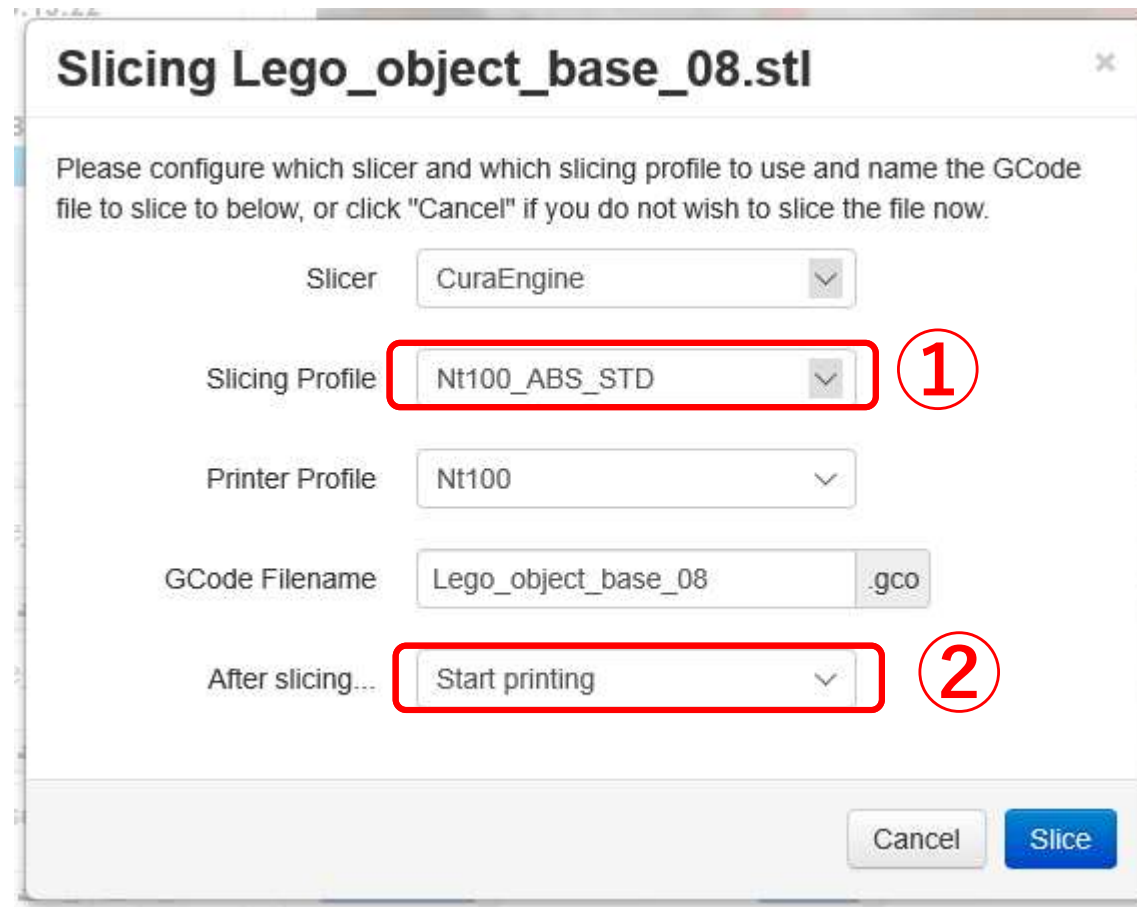 Slicing Lego_object_base_08.stl ×
Please configure which slicer and which slicing profile to use and name the GCode
file to slice to below, or click "Cancel" if you do not wish to slice the file now.
Slicer CuraEngine
Slicing Profile Nt100_ABS_STD ①
Printer Profile Nt100
GCode Filename Lego_object_base_08 .gco
After slicing... Start printing ②
Cancel Slice